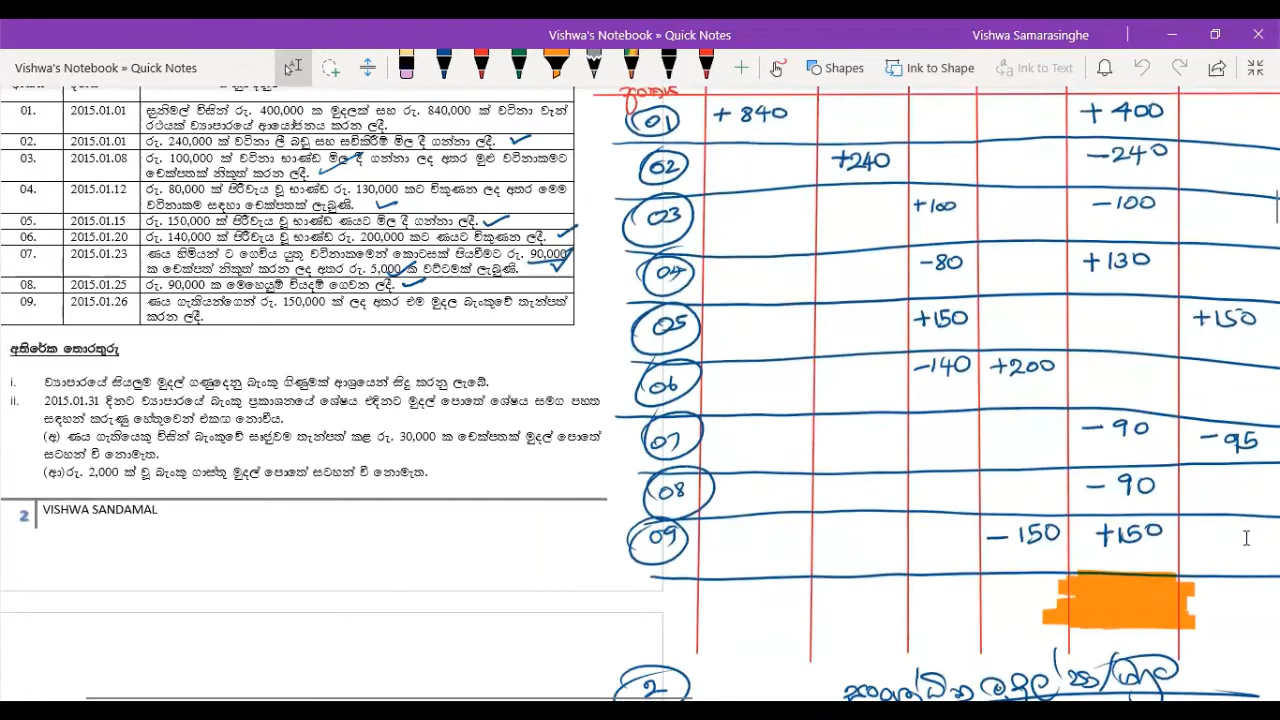 Vishwa's Notebook » Quick Notes
Vishwa Samarasinghe
Vishwa's Notebook » Quick Notes
Shapes
Ink to Shape
Ink to Text
01. 2015.01.01 සුනිමල් විසින් රු. 400,000 ක මුදලක් සහ රු. 840,000 ක් වටිනා වෑන්
රථයක් ව්‍යාපාරයේ ආයෝජනය කරන ලදී.
02. 2015.01.01 රු. 240,000 ක් වටිනා ලී බඩු සහ සවිකිරීම් මිල දී ගන්නා ලදී.
03. 2015.01.08 රු. 100,000 ක් වටිනා භාණ්ඩ මිල දී ගන්නා ලද අතර මුළු වටිනාකමට
චෙක්පතක් නිකුත් කරන ලදී.
04. 2015.01.12 රු. 80,000 ක් පිරිවැය වූ භාණ්ඩ රු. 130,000 කට විකුණන ලද අතර මෙම
වටිනාකම සඳහා චෙක්පතක් ලැබුණි.
05. 2015.01.15 රු. 150,000 ක් පිරිවැය වූ භාණ්ඩ ණයට මිල දී ගන්නා ලදී.
06. 2015.01.20 රු. 140,000 ක් පිරිවැය වූ භාණ්ඩ රු. 200,000 කට ණයට විකුණන ලදී.
07. 2015.01.23 ණය හිමියන් ට ගෙවිය යුතු වටිනාකමෙන් කොටසක් පියවීමට රු. 90,000
ක චෙක්පත් නිකුත් කරන ලද අතර රු. 5,000 ක් වට්ටමක් ලැබුණි.
08. 2015.01.25 රු. 90,000 ක මෙහෙයුම් වියදම් ගෙවන ලදී.
09. 2015.01.26 ණය ගැතියන්ගෙන් රු. 150,000 ක් ලද අතර එම මුදල බැංකුවේ තැන්පත්
කරන ලදී.
අතිරේක තොරතුරු
i. ව්‍යාපාරයේ සියලුම මුදල් ගණුදෙනු බැංකු ගිණුමක් ආශ්‍රයෙන් සිදු කරනු ලැබේ.
ii. 2015.01.31 දිනට ව්‍යාපාරයේ බැංකු ප්‍රකාශනයේ ශේෂය එදිනට මුදල් පොතේ ශේෂය සමග පහත
සඳහන් කරුණු හේතුවෙන් එකඟ නොවීය.
(අ) ණය ගැතියෙකු විසින් බැංකුවේ සෘජුවම තැන්පත් කළ රු. 30,000 ක චෙක්පතක් මුදල් පොතේ
සටහන් වී නොමැත.
(ආ) රු. 2,000 ක් වූ බැංකු ගාස්තු මුදල් පොතේ සටහන් වී නොමැත.
2 VISHWA SANDAMAL
01 +840 +400
02 +240 -240
03 +100 -100
04 -80 +130
05 +150 +150
06 -140 +200
07 -90 -95
08 -90
09 -150 +150
2